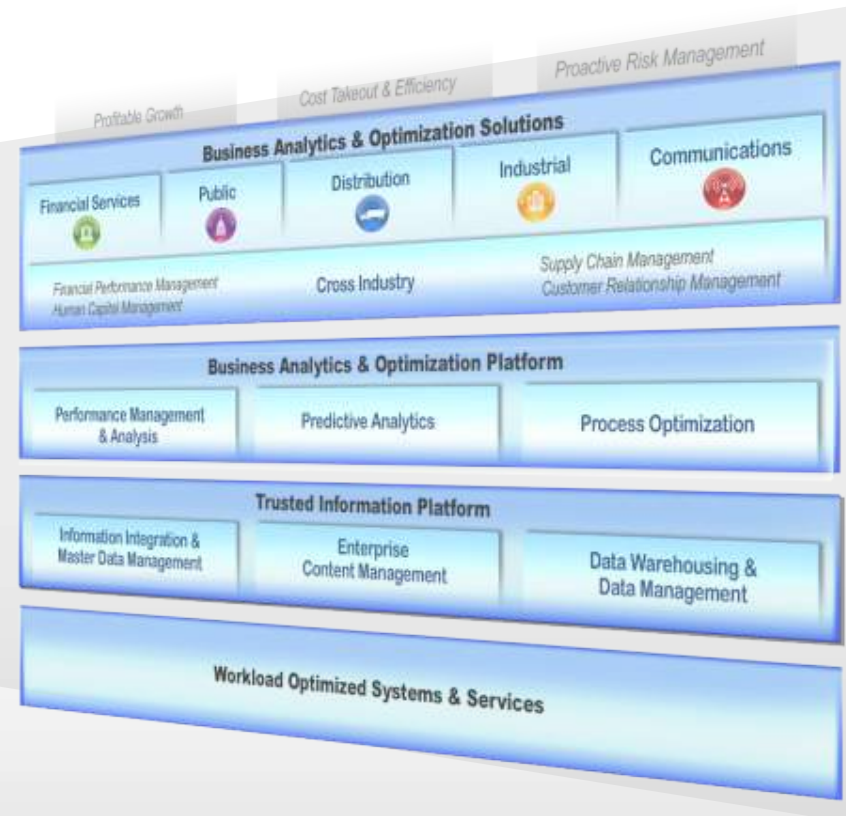 Profitable Growth
Cost Takeout & Efficiency
Proactive Risk Management
Business Analytics & Optimization Solutions
Financial Services
Public
Distribution
Industrial
Communications
Financial Performance Management
Human Capital Management
Cross Industry
Supply Chain Management
Customer Relationship Management
Business Analytics & Optimization Platform
Performance Management
& Analysis
Predictive Analytics
Process Optimization
Trusted Information Platform
Information Integration &
Master Data Management
Enterprise
Content Management
Data Warehousing &
Data Management
Workload Optimized Systems & Services